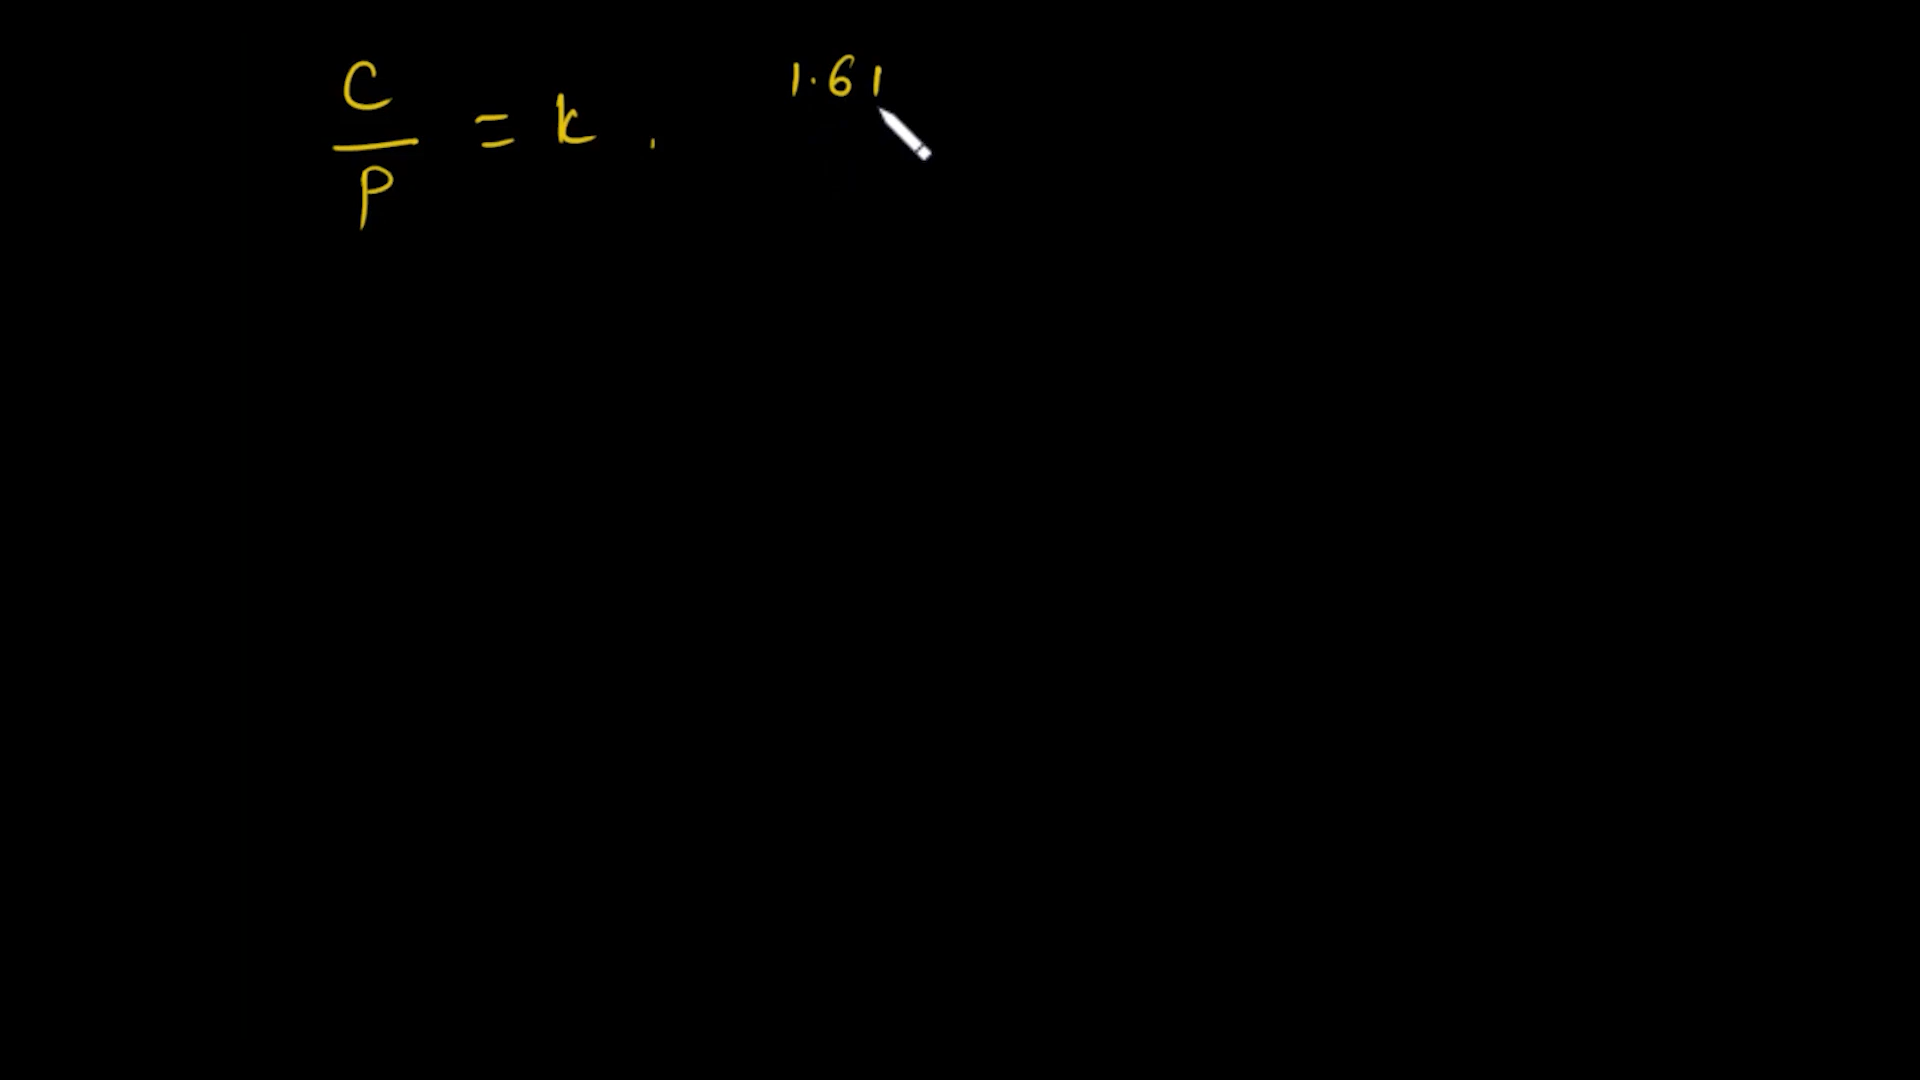 C/P = k . 1.61